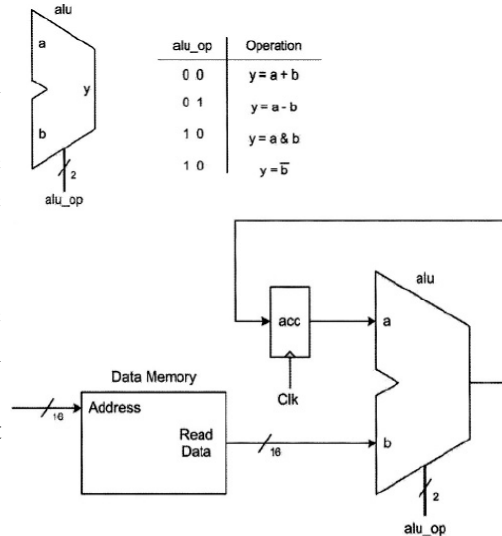 alu
a
y
b
2
alu_op
alu_op Operation
0 0 y = a + b
0 1 y = a - b
1 0 y = a & b
1 0 y = b̅
alu
acc
a
Clk
Data Memory
16
Address
Read
Data
16
b
2
alu_op